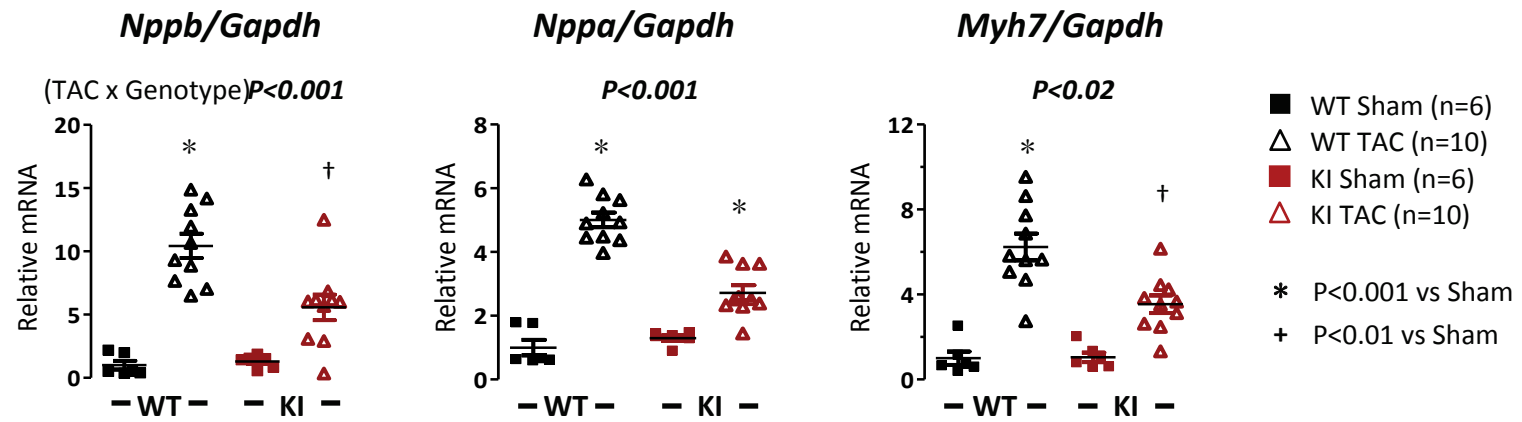 Nppb/Gapdh
Nppa/Gapdh
Myh7/Gapdh
(TAC x Genotype) P<0.001
P<0.001
P<0.02
Relative mRNA
20
15
10
5
0
*
†
WT
KI
Relative mRNA
8
6
4
2
0
*
*
WT
KI
Relative mRNA
12
8
4
0
*
†
WT
KI
WT Sham (n=6)
WT TAC (n=10)
KI Sham (n=6)
KI TAC (n=10)
* P<0.001 vs Sham
† P<0.01 vs Sham